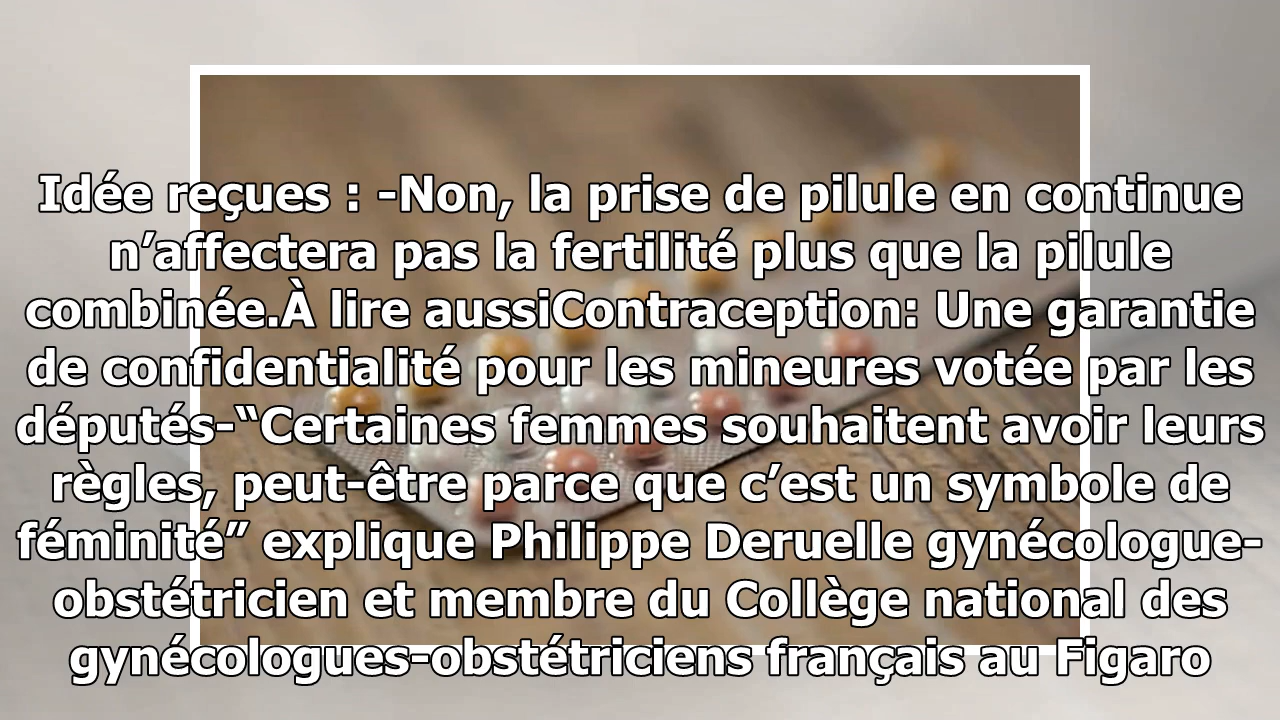 Idée reçues : -Non, la prise de pilule en continue
n’affectera pas la fertilité plus que la pilule
combinée.À lire aussiContraception: Une garantie
de confidentialité pour les mineures votée par les
députés-“Certaines femmes souhaitent avoir leurs
règles, peut-être parce que c’est un symbole de
féminité” explique Philippe Deruelle gynécologue-
obstétricien et membre du Collège national des
gynécologues-obstétriciens français au Figaro